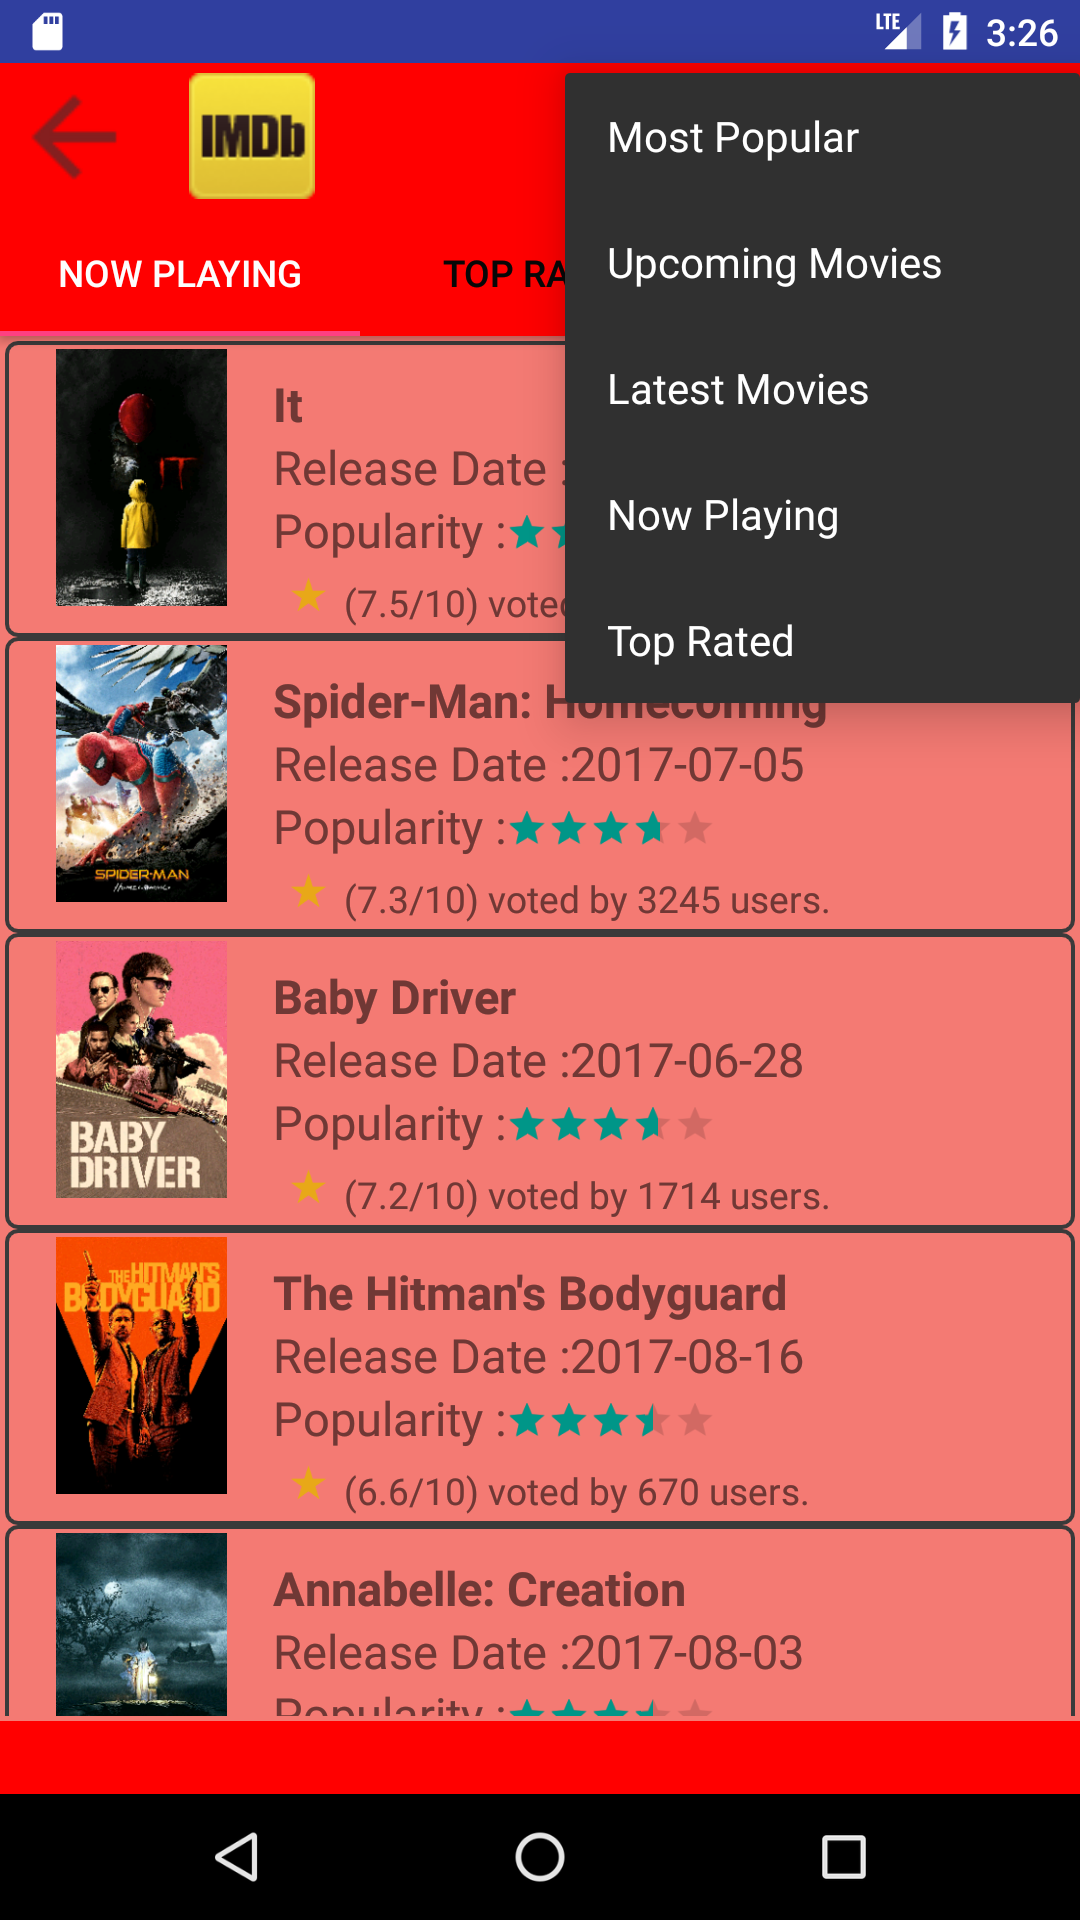 LTE 3:26
IMDb
Most Popular
Upcoming Movies
Latest Movies
Now Playing
Top Rated
NOW PLAYING TOP RA
IT
It
Release Date :
Popularity :
(7.5/10) voted
SPIDER-MAN
HOMECOMING
Spider-Man: Homecoming
Release Date :2017-07-05
Popularity :
(7.3/10) voted by 3245 users.
BABY
DRIVER
Baby Driver
Release Date :2017-06-28
Popularity :
(7.2/10) voted by 1714 users.
THE HITMAN'S
BODYGUARD
The Hitman's Bodyguard
Release Date :2017-08-16
Popularity :
(6.6/10) voted by 670 users.
Annabelle: Creation
Release Date :2017-08-03
Popularity :